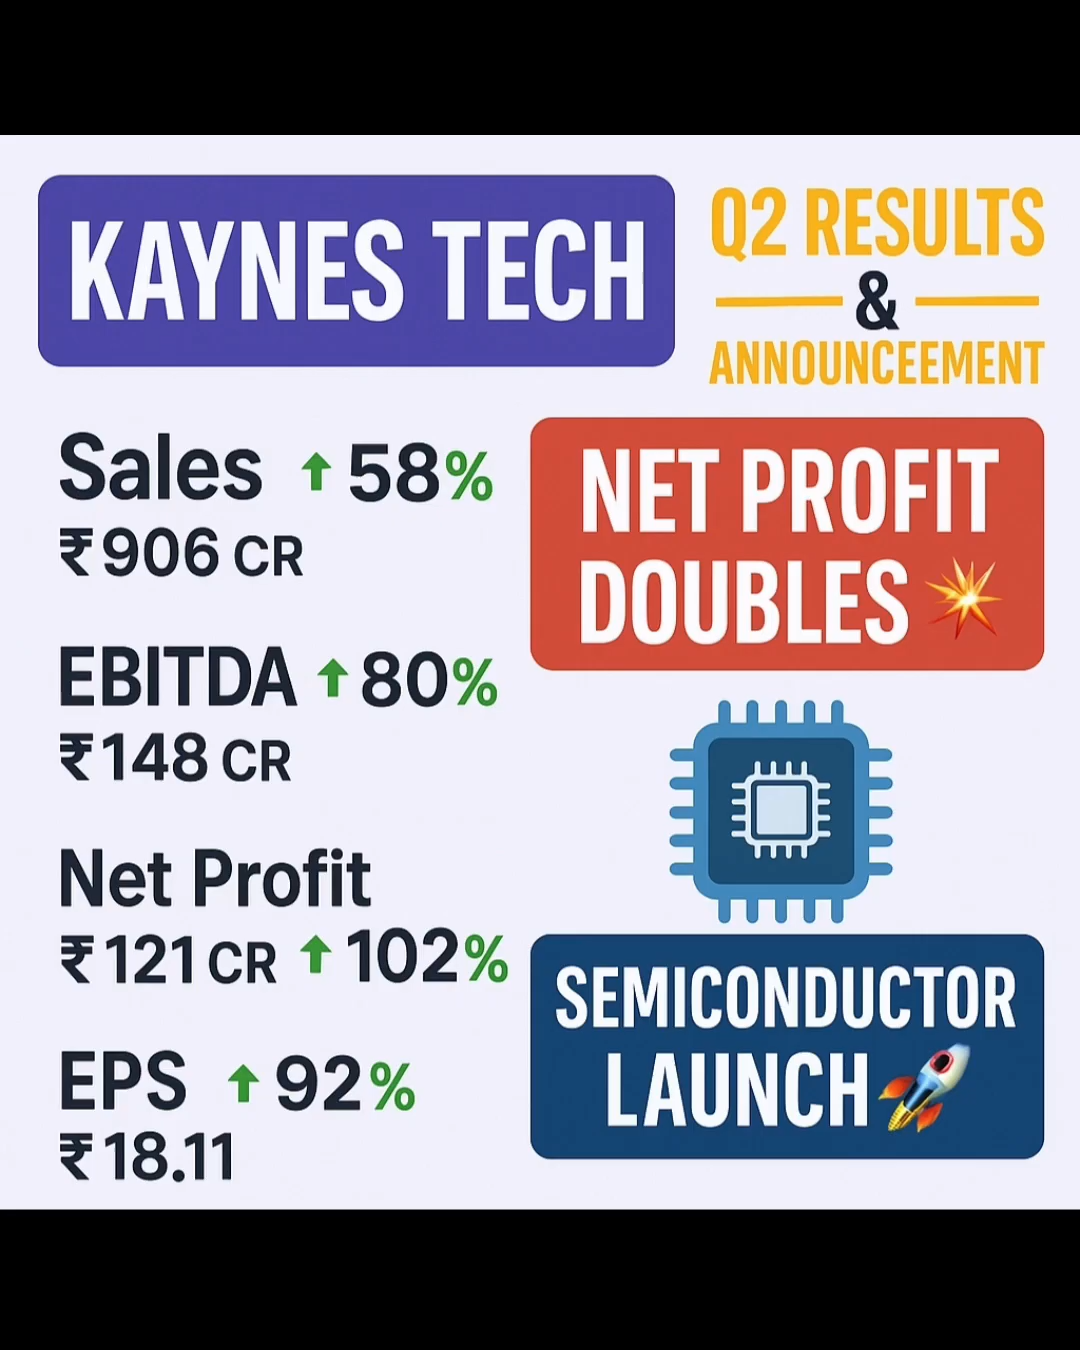 KAYNES TECH
Q2 RESULTS
&
ANNOUNCEEMENT
Sales ↑ 58%
₹906 CR
EBITDA ↑ 80%
₹148 CR
Net Profit
₹121 CR ↑ 102%
EPS ↑ 92%
₹18.11
NET PROFIT
DOUBLES 💥
SEMICONDUCTOR
LAUNCH 🚀